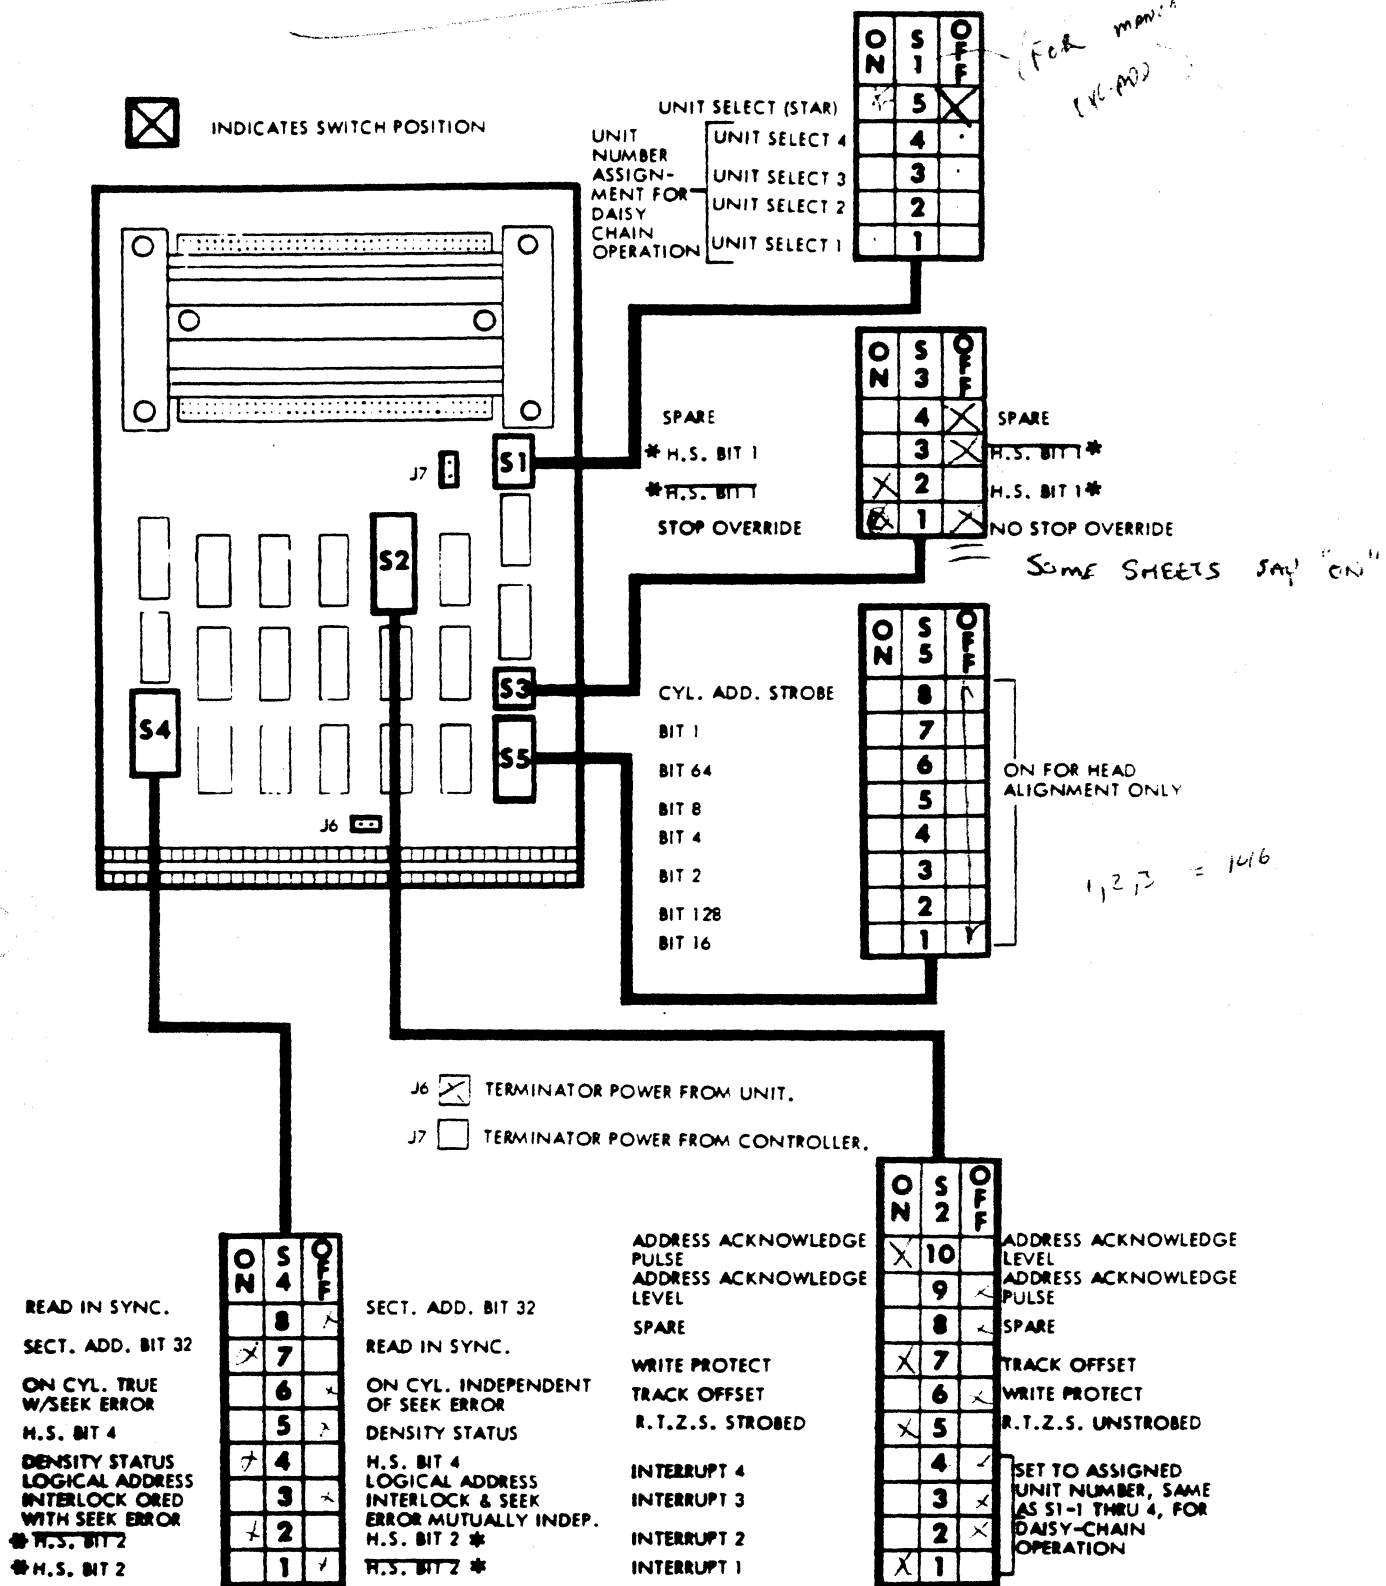 ON S1 OFF
(FOR
INDICATES SWITCH POSITION
UNIT SELECT (STAR) 5
UNIT NUMBER ASSIGN-
MENT FOR DAISY
CHAIN OPERATION
UNIT SELECT 4 4
UNIT SELECT 3 3
UNIT SELECT 2 2
UNIT SELECT 1 1
ON S3 OFF
SPARE 4 SPARE
* H.S. BIT 1 3 H.S. BIT 1 *
* H.S. BIT 1 2 H.S. BIT 1 *
STOP OVERRIDE 1 NO STOP OVERRIDE
SOME SHEETS SAY "ON"
J7
S1
S2
S3
S4
S5
J6
ON S5 OFF
CYL. ADD. STROBE 8
BIT 1 7
BIT 64 6
BIT 8 5
BIT 4 4
BIT 2 3
BIT 128 2
BIT 16 1
ON FOR HEAD
ALIGNMENT ONLY
1,2,3 =
J6 TERMINATOR POWER FROM UNIT.
J7 TERMINATOR POWER FROM CONTROLLER.
ON S4 OFF
READ IN SYNC. 8 SECT. ADD. BIT 32
SECT. ADD. BIT 32 7 READ IN SYNC.
ON CYL. TRUE
W/SEEK ERROR 6 ON CYL. INDEPENDENT
OF SEEK ERROR
H.S. BIT 4 5 DENSITY STATUS
DENSITY STATUS 4 H.S. BIT 4
LOGICAL ADDRESS
INTERLOCK ORED
WITH SEEK ERROR 3 LOGICAL ADDRESS
INTERLOCK & SEEK
ERROR MUTUALLY INDEP.
* H.S. BIT 2 2 H.S. BIT 2 *
* H.S. BIT 2 1 H.S. BIT 2 *
ON S2 OFF
ADDRESS ACKNOWLEDGE
PULSE 10 ADDRESS ACKNOWLEDGE
LEVEL
ADDRESS ACKNOWLEDGE
LEVEL 9 ADDRESS ACKNOWLEDGE
PULSE
SPARE 8 SPARE
WRITE PROTECT 7 TRACK OFFSET
TRACK OFFSET 6 WRITE PROTECT
R.T.Z.S. STROBED 5 R.T.Z.S. UNSTROBED
INTERRUPT 4 4
INTERRUPT 3 3
INTERRUPT 2 2
INTERRUPT 1 1
SET TO ASSIGNED
UNIT NUMBER, SAME
AS S1-1 THRU 4, FOR
DAISY-CHAIN
OPERATION